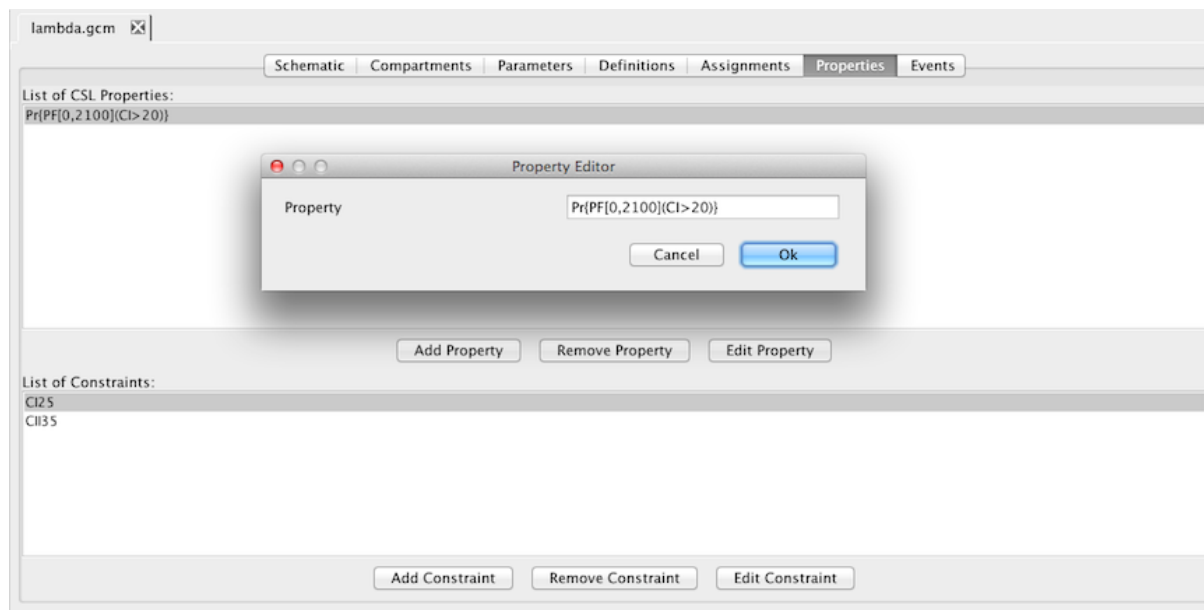 lambda.gcm
Schematic Compartments Parameters Definitions Assignments Properties Events
List of CSL Properties:
Pr{PF[0,2100](CI>20)}
Property Editor
Property Pr{PF[0,2100](CI>20)}
Cancel Ok
Add Property Remove Property Edit Property
List of Constraints:
CI25
CII35
Add Constraint Remove Constraint Edit Constraint